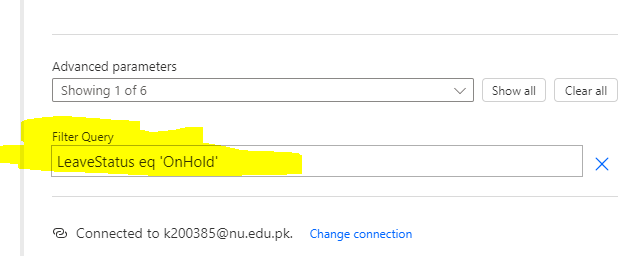 Advanced parameters
Showing 1 of 6
Show all
Clear all
Filter Query
LeaveStatus eq 'OnHold'
Connected to k200385@nu.edu.pk. Change connection